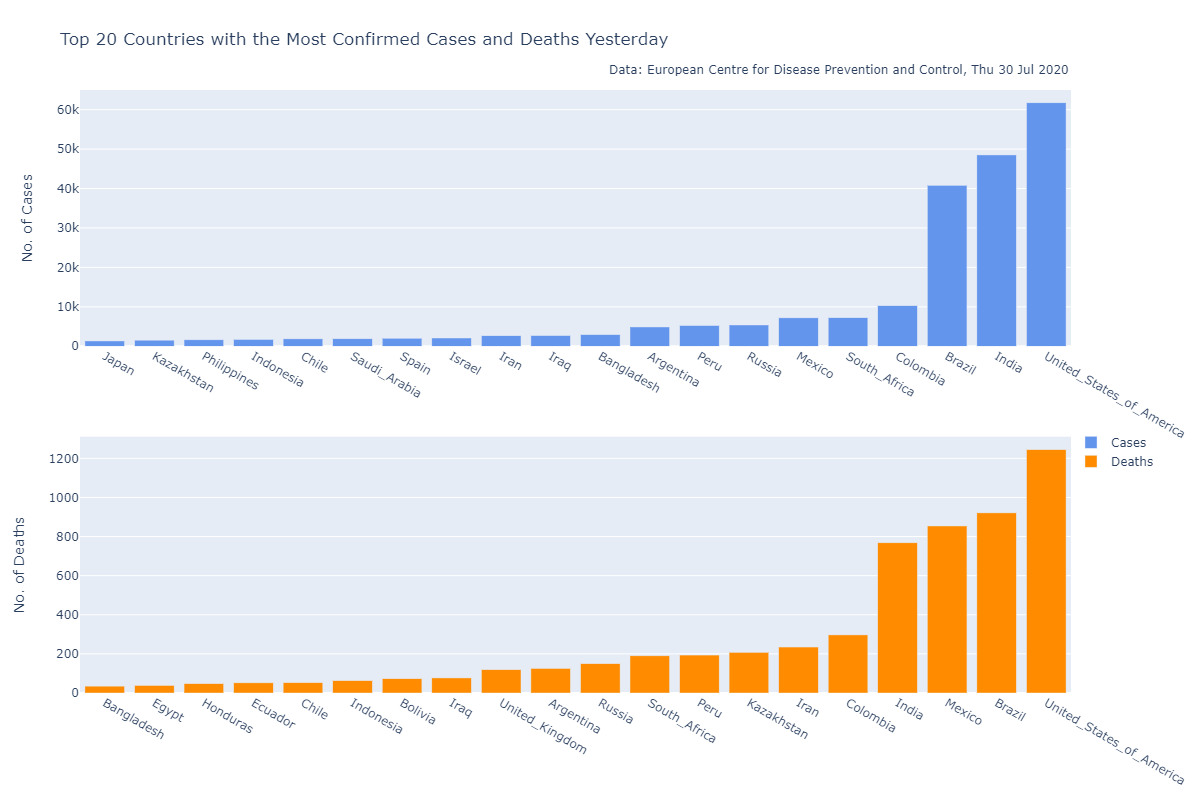 Top 20 Countries with the Most Confirmed Cases and Deaths Yesterday
Data: European Centre for Disease Prevention and Control, Thu 30 Jul 2020
No. of Cases
60k
50k
40k
30k
20k
10k
0
Japan
Kazakhstan
Philippines
Indonesia
Chile
Saudi_Arabia
Spain
Israel
Iran
Iraq
Bangladesh
Argentina
Peru
Russia
Mexico
South_Africa
Colombia
Brazil
India
United_States_of_America
Cases
Deaths
No. of Deaths
1200
1000
800
600
400
200
0
Bangladesh
Egypt
Honduras
Ecuador
Chile
Indonesia
Bolivia
Iraq
United_Kingdom
Argentina
Russia
South_Africa
Peru
Kazakhstan
Iran
Colombia
India
Mexico
Brazil
United_States_of_America